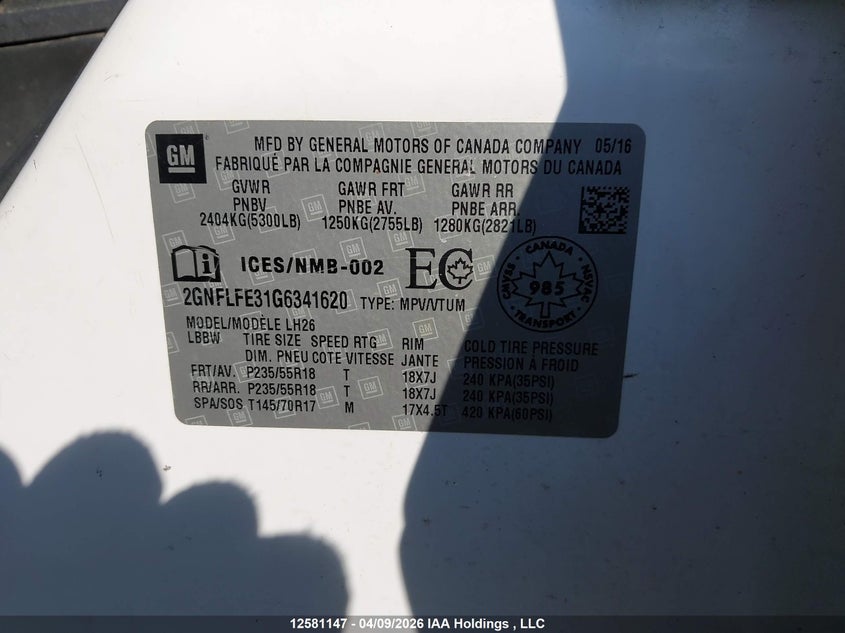 GM
MFD BY GENERAL MOTORS OF CANADA COMPANY 05/16
FABRIQUÉ PAR LA COMPAGNIE GENERAL MOTORS DU CANADA
GVWR GAWR FRT GAWR RR
PNBV PNBE AV. PNBE ARR.
2404KG(5300LB) 1250KG(2755LB) 1280KG(2821LB)
ICES/NMB-002 EC
CANADA
CMVSS 985 NSVAC
TRANSPORT
2GNFLFE31G6341620 TYPE: MPV/VTUM
MODEL/MODÈLE LH26
LBBW TIRE SIZE SPEED RTG RIM COLD TIRE PRESSURE
DIM. PNEU COTE VITESSE JANTE PRESSION À FROID
FRT/AV. P235/55R18 T 18X7J 240 KPA(35PSI)
RR/ARR. P235/55R18 T 18X7J 240 KPA(35PSI)
SPA/SOS T145/70R17 M 17X4.5T 420 KPA(60PSI)
12581147 - 04/09/2026 IAA Holdings , LLC